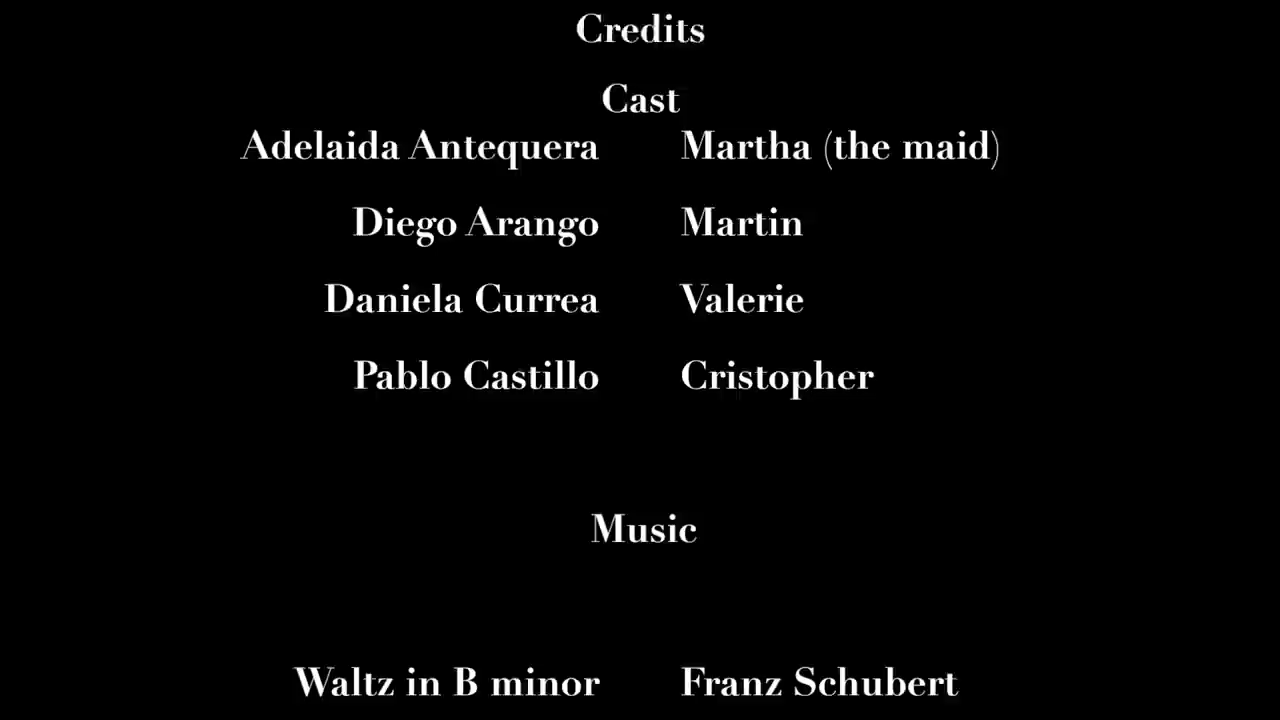 Credits
Cast
Adelaida Antequera Martha (the maid)
Diego Arango Martin
Daniela Currea Valerie
Pablo Castillo Cristopher
Music
Waltz in B minor Franz Schubert